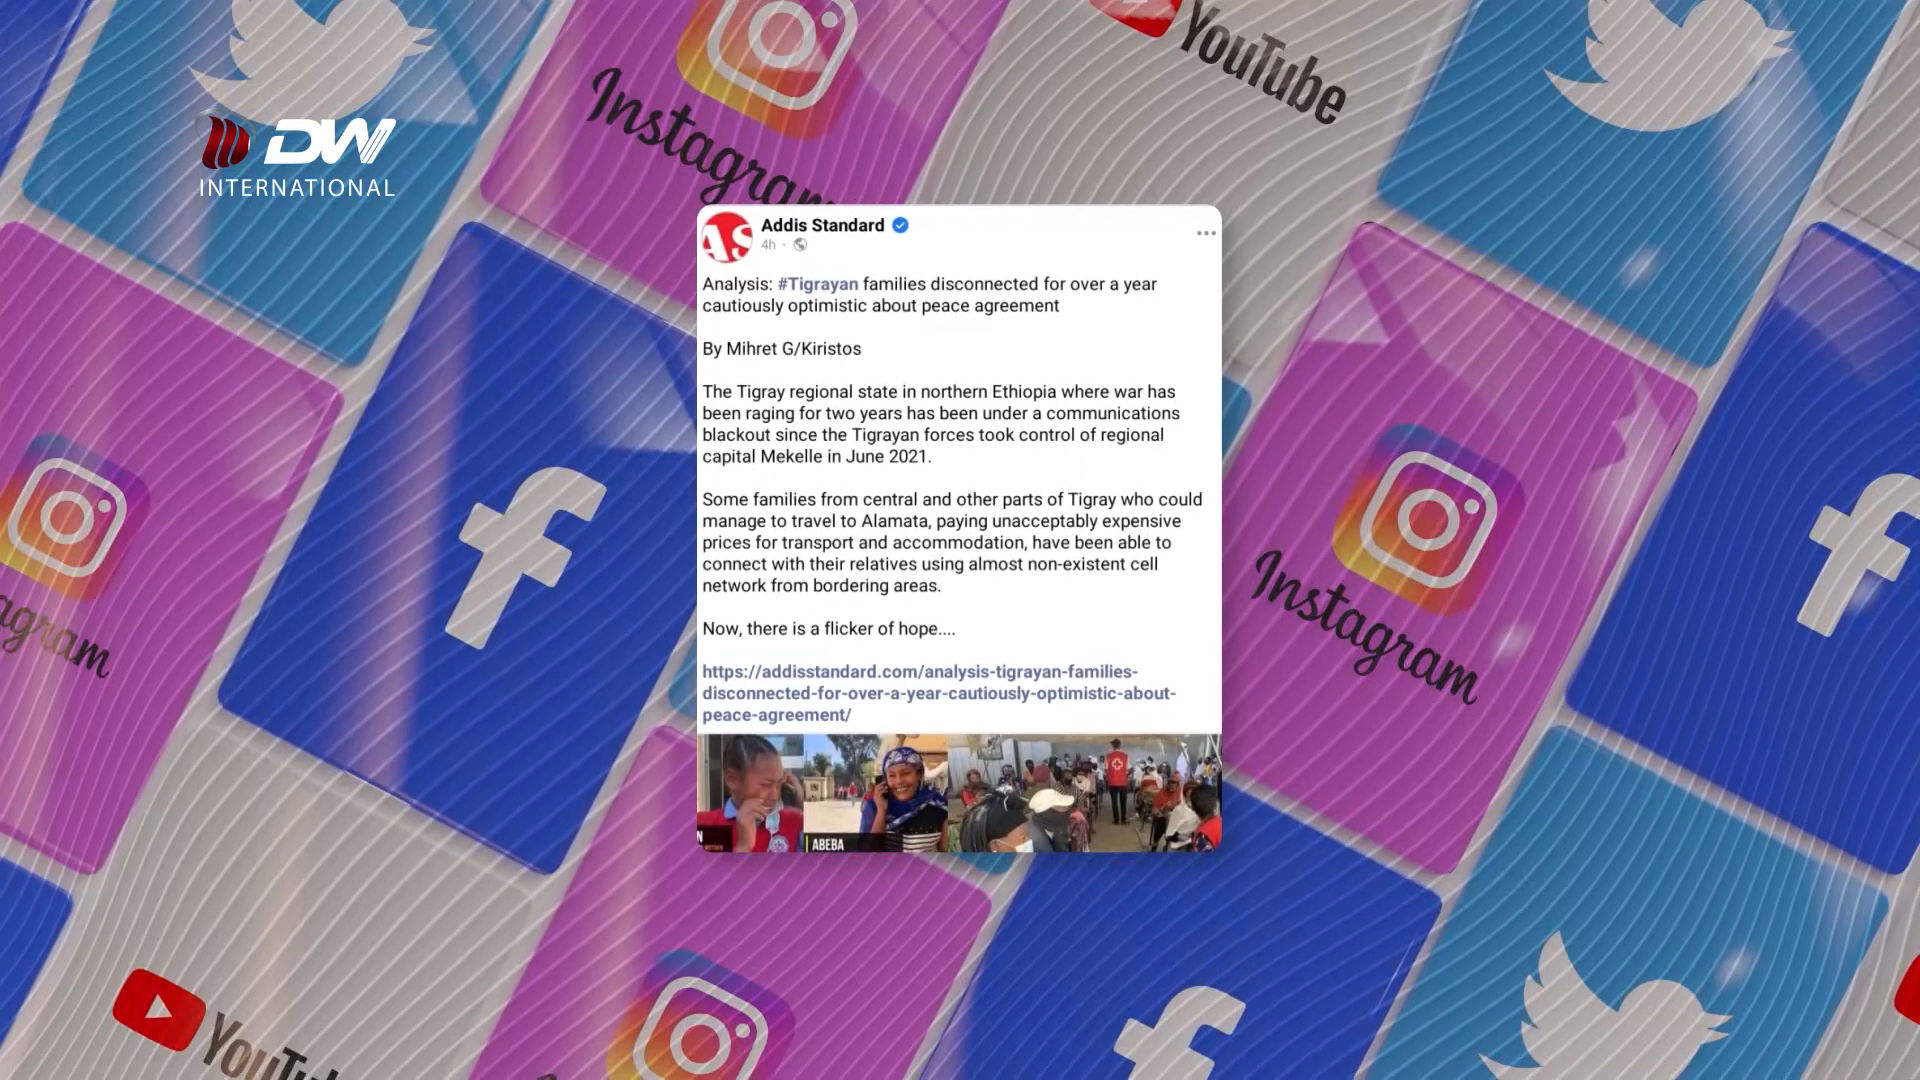 Instagram
YouTube
DW
INTERNATIONAL
AS
Addis Standard
4h
Analysis: #Tigrayan families disconnected for over a year
cautiously optimistic about peace agreement
By Mihret G/Kiristos
The Tigray regional state in northern Ethiopia where war has
been raging for two years has been under a communications
blackout since the Tigrayan forces took control of regional
capital Mekelle in June 2021.
Some families from central and other parts of Tigray who could
manage to travel to Alamata, paying unacceptably expensive
prices for transport and accommodation, have been able to
connect with their relatives using almost non-existent cell
network from bordering areas.
Now, there is a flicker of hope....
https://addisstandard.com/analysis-tigrayan-families-
disconnected-for-over-a-year-cautiously-optimistic-about-
peace-agreement/
N
ABEBA
agram
Instagram
YouTu